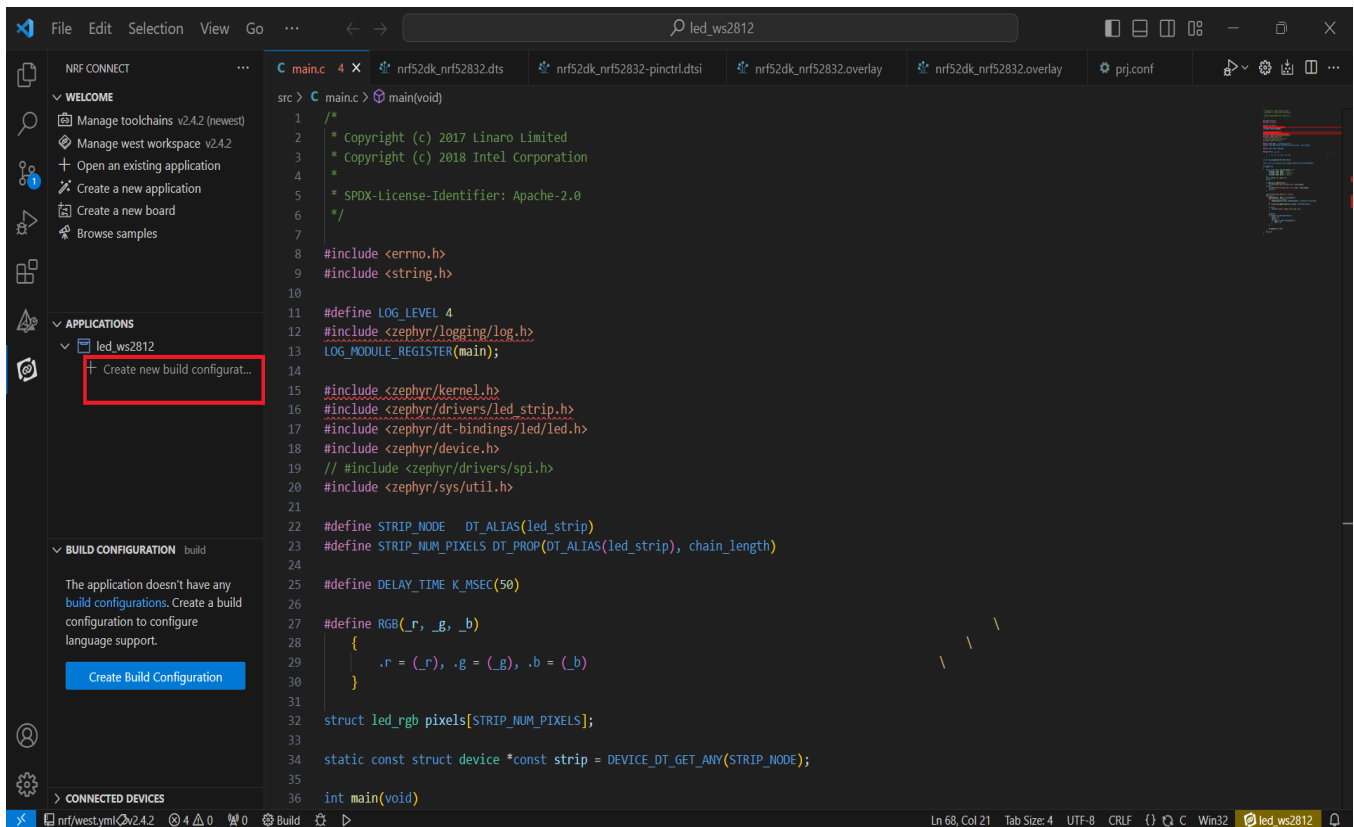 File Edit Selection View Go ··· led_ws2812
NRF CONNECT ···
WELCOME
Manage toolchains v2.4.2 (newest)
Manage west workspace v2.4.2
Open an existing application
Create a new application
Create a new board
Browse samples
APPLICATIONS
led_ws2812
Create new build configurat...
BUILD CONFIGURATION build
The application doesn't have any
build configurations. Create a build
configuration to configure
language support.
Create Build Configuration
CONNECTED DEVICES
1
C main.c 4 nrf52dk_nrf52832.dts nrf52dk_nrf52832-pinctrl.dtsi nrf52dk_nrf52832.overlay nrf52dk_nrf52832.overlay prj.conf
src > C main.c > main(void)
1 /*
2 * Copyright (c) 2017 Linaro Limited
3 * Copyright (c) 2018 Intel Corporation
4 *
5 * SPDX-License-Identifier: Apache-2.0
6 */
7
8 #include <errno.h>
9 #include <string.h>
10
11 #define LOG_LEVEL 4
12 #include <zephyr/logging/log.h>
13 LOG_MODULE_REGISTER(main);
14
15 #include <zephyr/kernel.h>
16 #include <zephyr/drivers/led_strip.h>
17 #include <zephyr/dt-bindings/led/led.h>
18 #include <zephyr/device.h>
19 // #include <zephyr/drivers/spi.h>
20 #include <zephyr/sys/util.h>
21
22 #define STRIP_NODE DT_ALIAS(led_strip)
23 #define STRIP_NUM_PIXELS DT_PROP(DT_ALIAS(led_strip), chain_length)
24
25 #define DELAY_TIME K_MSEC(50)
26
27 #define RGB(_r, _g, _b) \
28 { \
29 .r = (_r), .g = (_g), .b = (_b) \
30 }
31
32 struct led_rgb pixels[STRIP_NUM_PIXELS];
33
34 static const struct device *const strip = DEVICE_DT_GET_ANY(STRIP_NODE);
35
36 int main(void)
nrf/west.yml v2.4.2 4 0 0 Build Ln 68, Col 21 Tab Size: 4 UTF-8 CRLF {} C Win32 led_ws2812